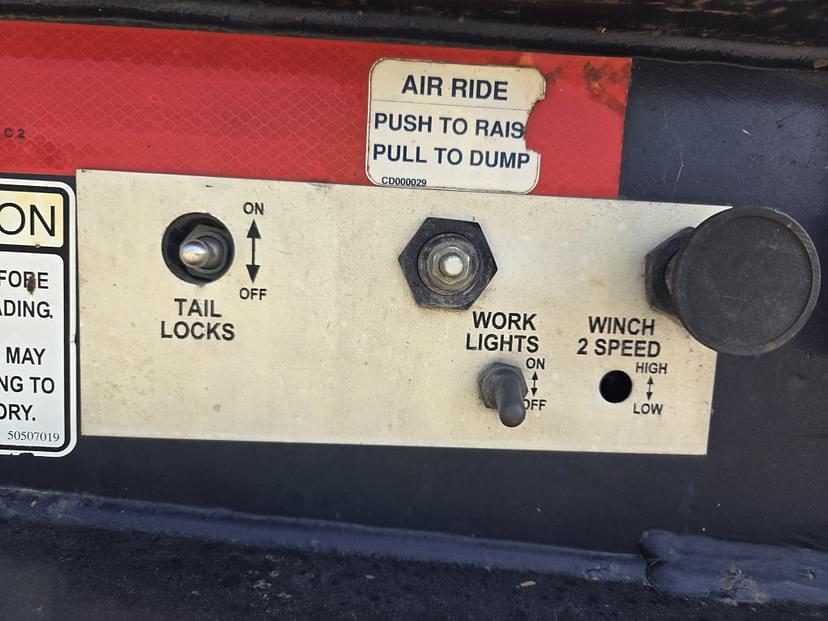 AIR RIDE
PUSH TO RAIS
PULL TO DUMP
CD000029
C2
ON
FORE
ADING.
MAY
NG TO
ORY.
50507019
ON
OFF
TAIL
LOCKS
WORK
LIGHTS
ON
OFF
WINCH
2 SPEED
HIGH
LOW